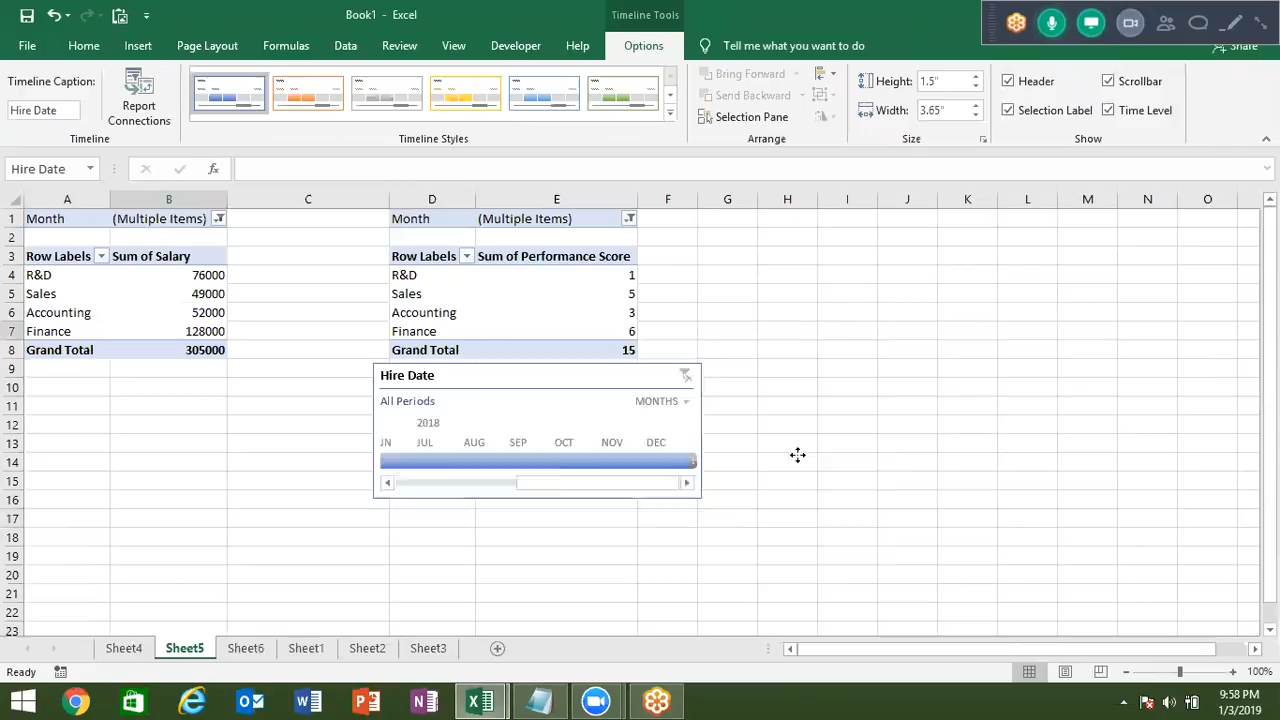 Book1 - Excel
Timeline Tools
File Home Insert Page Layout Formulas Data Review View Developer Help Options Tell me what you want to do Share
Timeline Caption:
Hire Date
Report
Connections
Timeline
Timeline Styles
Bring Forward
Send Backward
Selection Pane
Arrange
Height: 1.5"
Width: 3.65"
Size
Header Scrollbar
Selection Label Time Level
Show
Hire Date fx
A B C D E F G H I J K L M N O
1 Month (Multiple Items) Month (Multiple Items)
2
3 Row Labels Sum of Salary Row Labels Sum of Performance Score
4 R&D 76000 R&D 1
5 Sales 49000 Sales 5
6 Accounting 52000 Accounting 3
7 Finance 128000 Finance 6
8 Grand Total 305000 Grand Total 15
9
Hire Date
10
All Periods MONTHS
11
2018
12
JN JUL AUG SEP OCT NOV DEC
13
14
15
16
17
18
19
20
21
22
23
Sheet4 Sheet5 Sheet6 Sheet1 Sheet2 Sheet3
Ready 100%
9:58 PM
1/3/2019